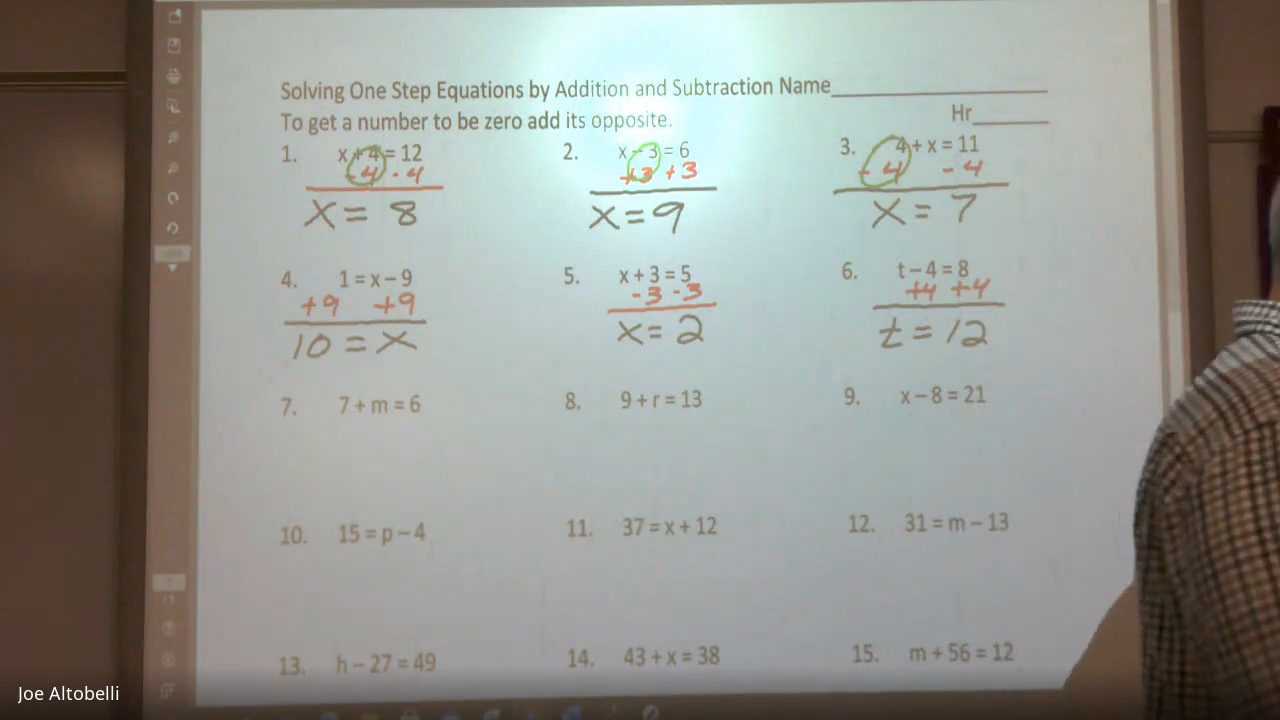 Solving One Step Equations by Addition and Subtraction Name____________________
To get a number to be zero add its opposite.
Hr_______
1. x + 4 = 12
- 4 - 4
x = 8
2. x – 3 = 6
+3 +3
x = 9
3. 4 + x = 11
- 4 - 4
x = 7
4. 1 = x – 9
+9 +9
10 = x
5. x + 3 = 5
-3 -3
x = 2
6. t – 4 = 8
+4 +4
t = 12
7. 7 + m = 6
8. 9 + r = 13
9. x – 8 = 21
10. 15 = p – 4
11. 37 = x + 12
12. 31 = m – 13
13. h – 27 = 49
14. 43 + x = 38
15. m + 56 = 12
Joe Altobelli